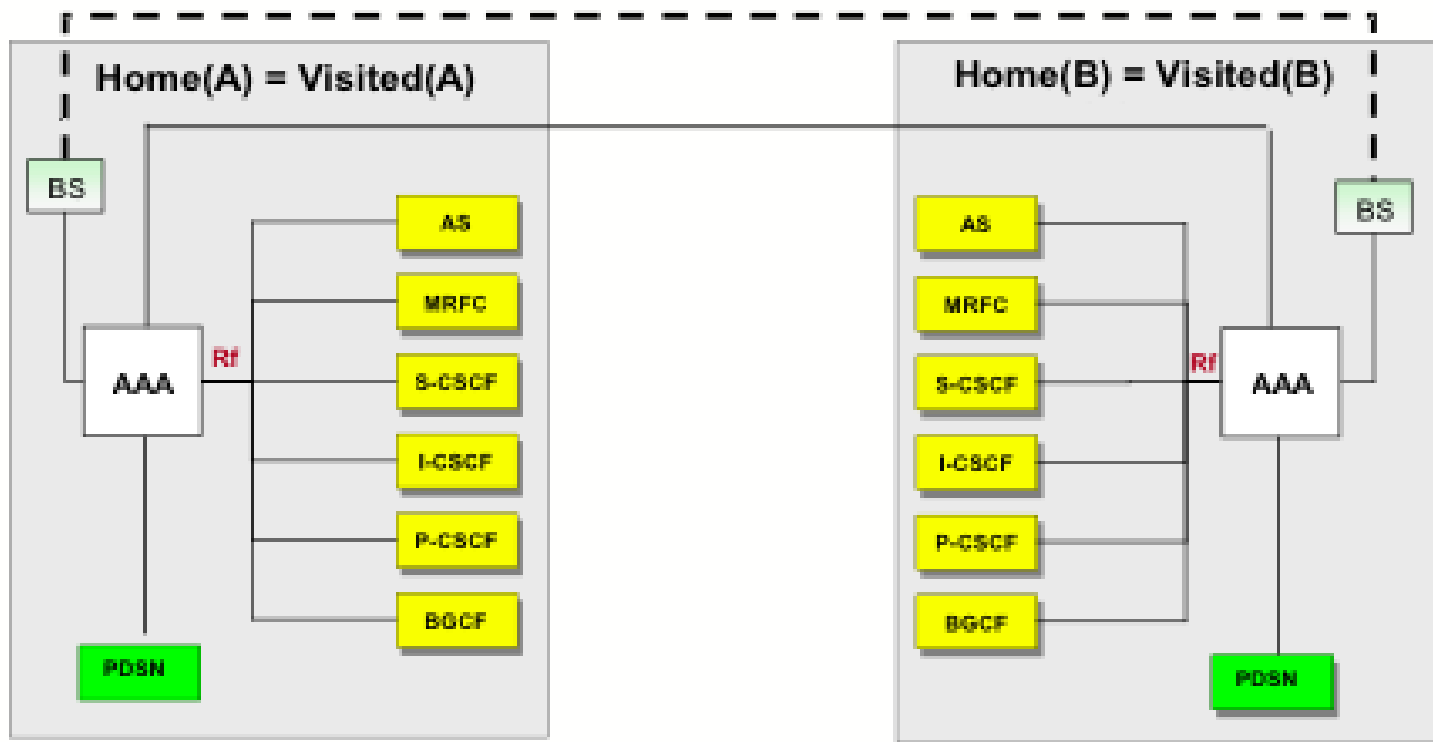 Home(A) = Visited(A)
BS
AS
MRFC
Rf
AAA
S-CSCF
I-CSCF
P-CSCF
BGCF
PDSN
Home(B) = Visited(B)
BS
AS
MRFC
S-CSCF
Rf
AAA
I-CSCF
P-CSCF
BGCF
PDSN